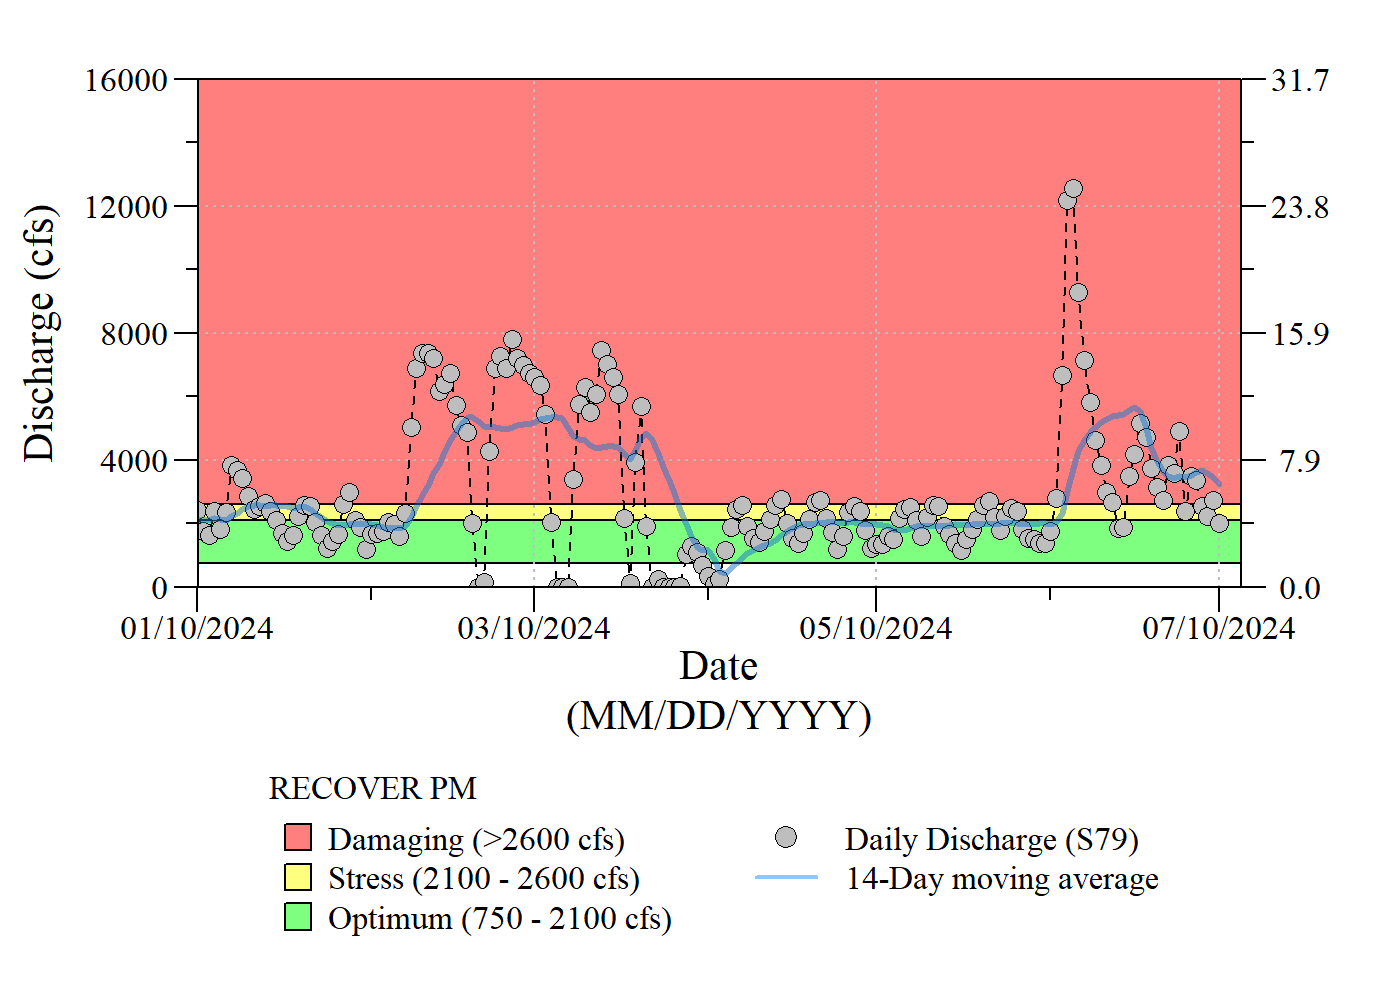 16000
12000
8000
4000
0
Discharge (cfs)
31.7
23.8
15.9
7.9
0.0
01/10/2024 03/10/2024 05/10/2024 07/10/2024
Date
(MM/DD/YYYY)
RECOVER PM
Damaging (>2600 cfs)
Stress (2100 - 2600 cfs)
Optimum (750 - 2100 cfs)
Daily Discharge (S79)
14-Day moving average